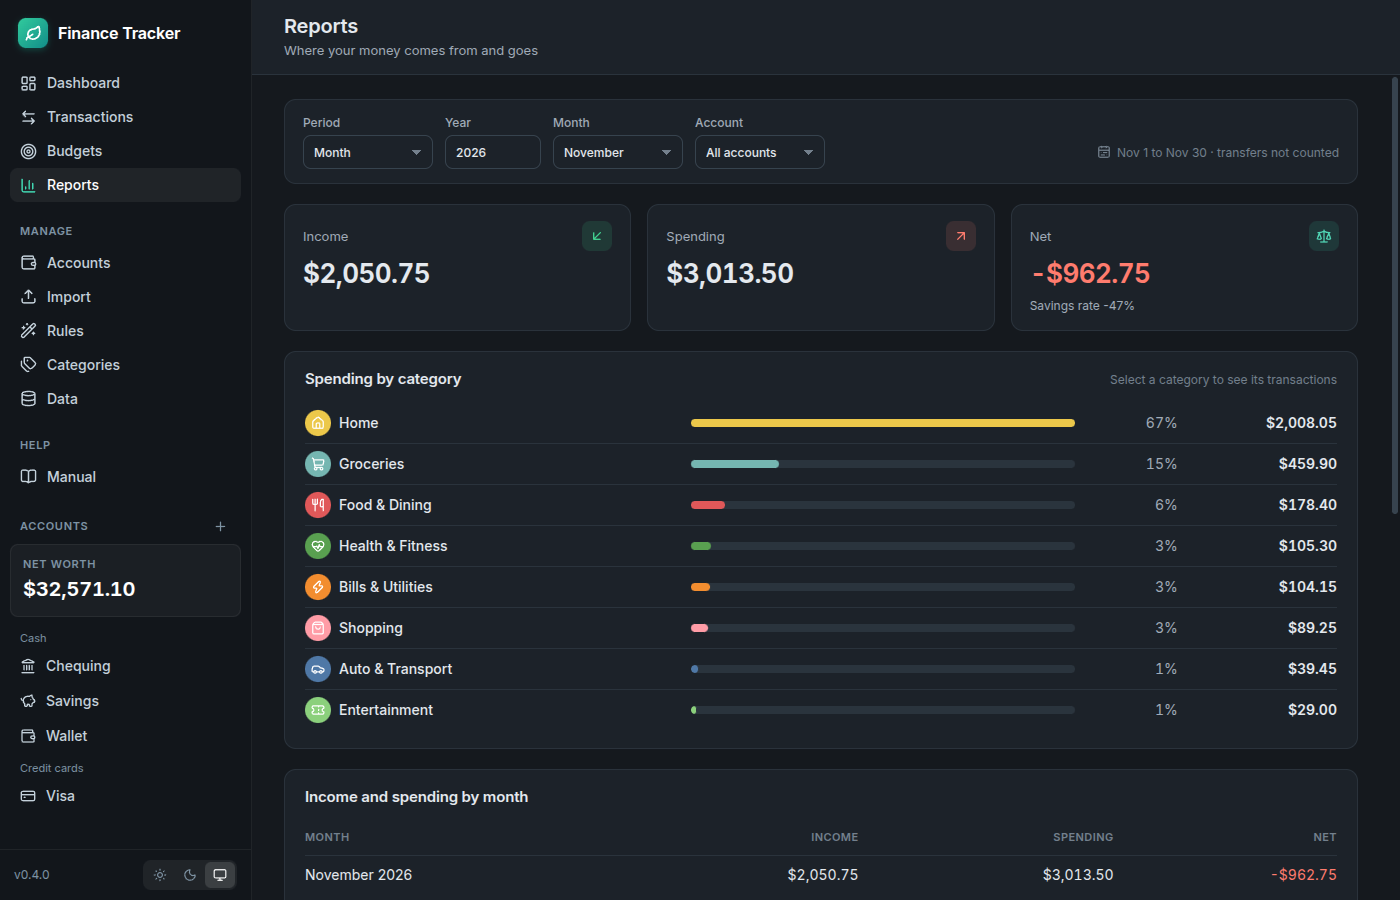 Finance Tracker
Dashboard
Transactions
Budgets
Reports
MANAGE
Accounts
Import
Rules
Categories
Data
HELP
Manual
ACCOUNTS
NET WORTH
$32,571.10
Cash
Chequing
Savings
Wallet
Credit cards
Visa
v0.4.0
Reports
Where your money comes from and goes
Period Year Month Account
Month 2026 November All accounts
Nov 1 to Nov 30 · transfers not counted
Income
$2,050.75
Spending
$3,013.50
Net
-$962.75
Savings rate -47%
Spending by category
Select a category to see its transactions
Home 67% $2,008.05
Groceries 15% $459.90
Food & Dining 6% $178.40
Health & Fitness 3% $105.30
Bills & Utilities 3% $104.15
Shopping 3% $89.25
Auto & Transport 1% $39.45
Entertainment 1% $29.00
Income and spending by month
MONTH INCOME SPENDING NET
November 2026 $2,050.75 $3,013.50 -$962.75